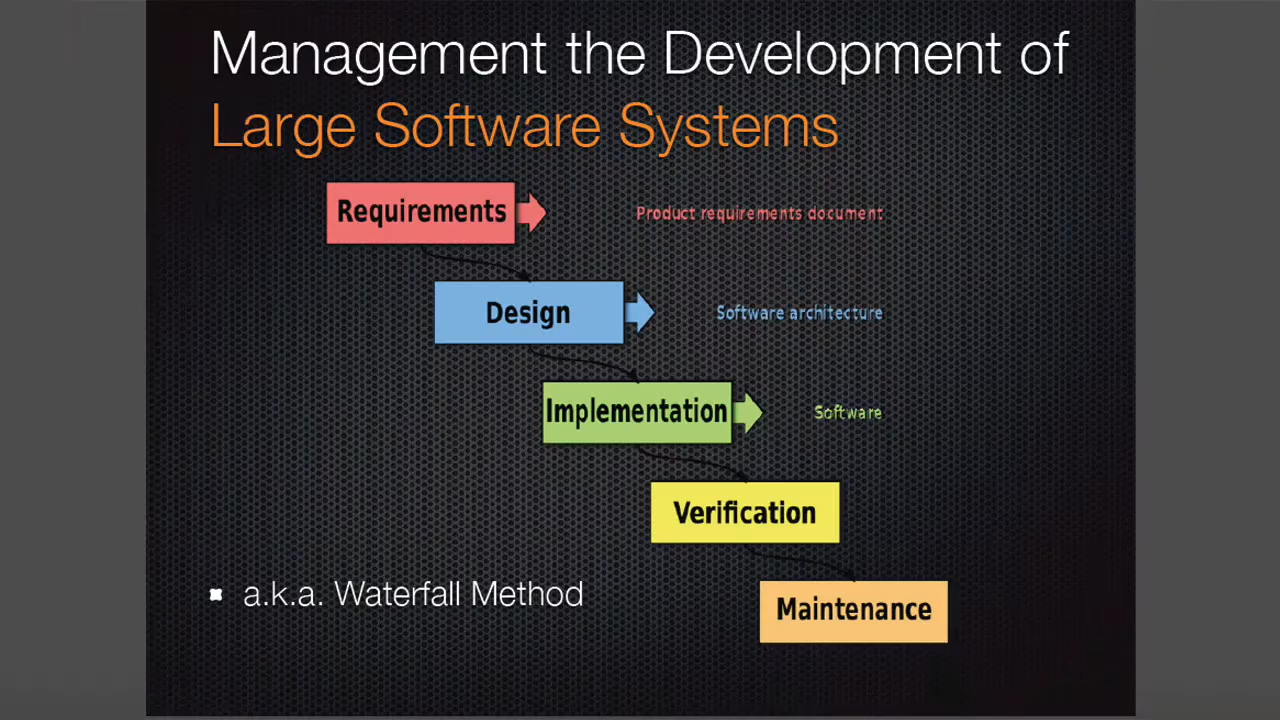 Management the Development of
Large Software Systems
Requirements
Product requirements document
Design
Software architecture
Implementation
Software
Verification
a.k.a. Waterfall Method
Maintenance